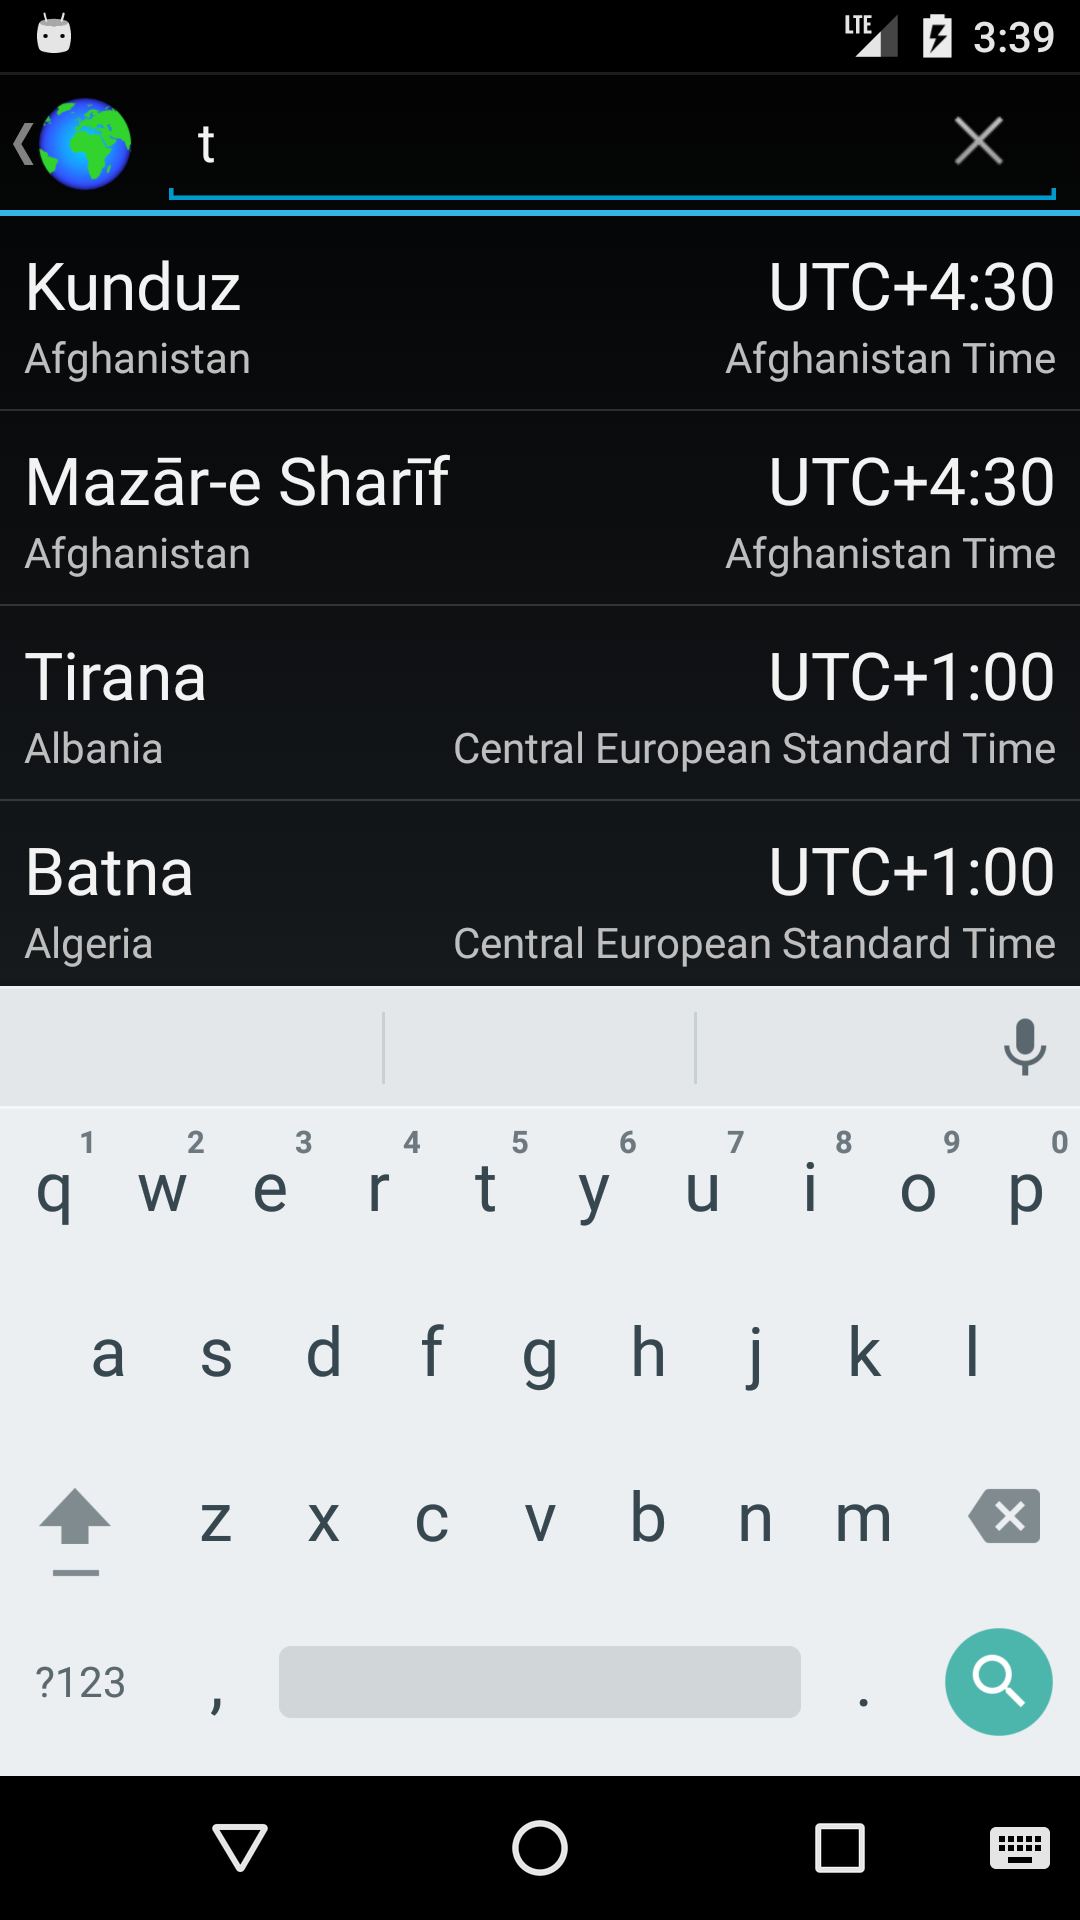 LTE 3:39
t
Kunduz UTC+4:30
Afghanistan Afghanistan Time
Mazār-e Sharīf UTC+4:30
Afghanistan Afghanistan Time
Tirana UTC+1:00
Albania Central European Standard Time
Batna UTC+1:00
Algeria Central European Standard Time
1 2 3 4 5 6 7 8 9 0
q w e r t y u i o p
a s d f g h j k l
z x c v b n m
?123 , .